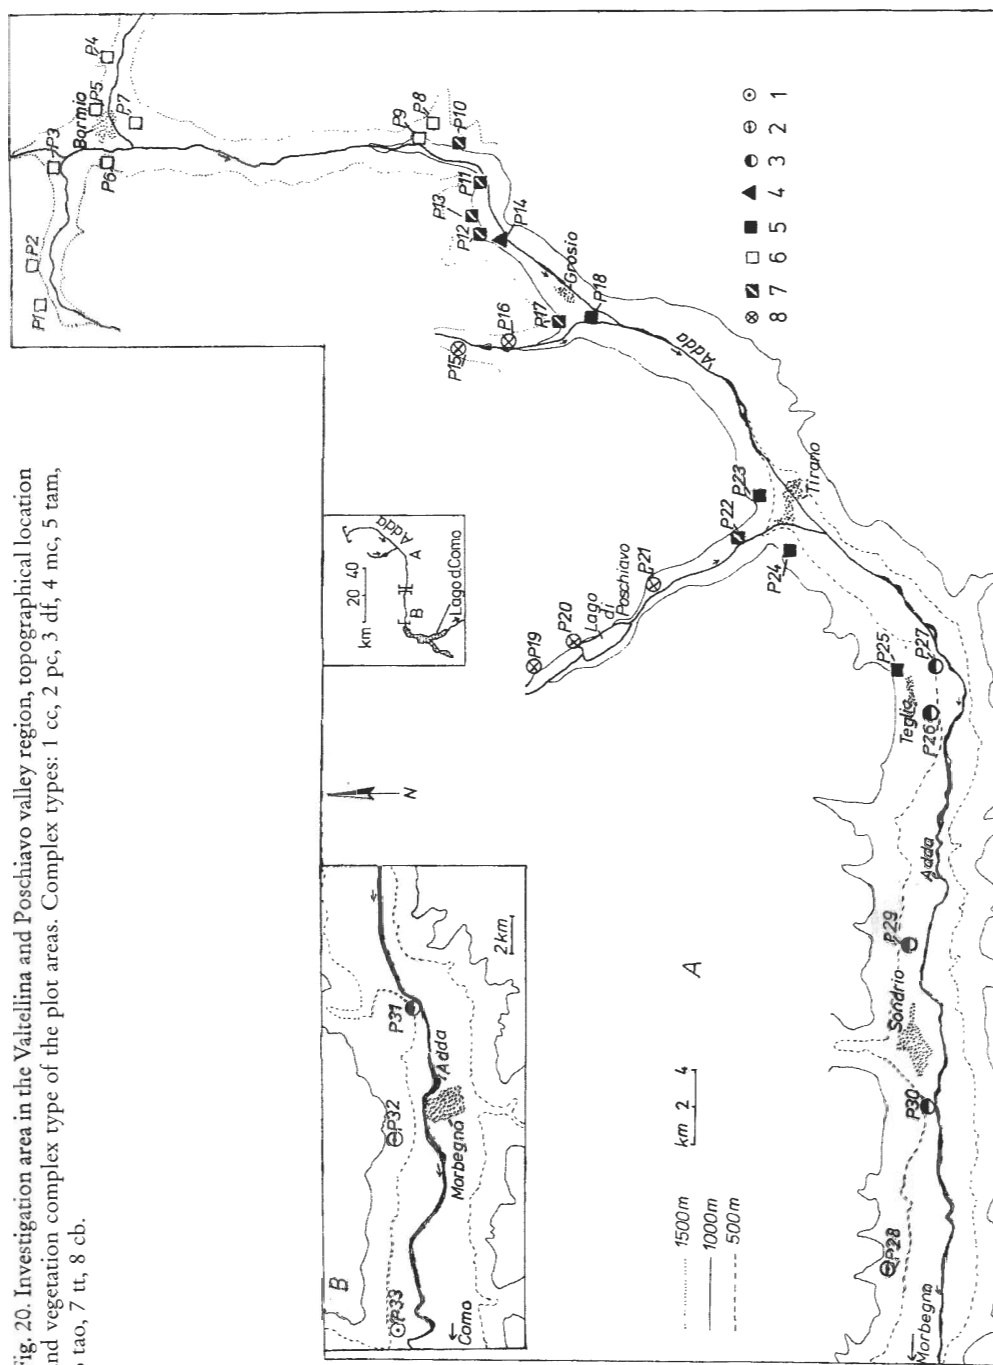 Fig. 20. Investigation area in the Valtellina and Poschiavo valley region, topographical location
and vegetation complex type of the plot areas. Complex types: 1 cc, 2 pc, 3 df, 4 mc, 5 tam,
6 tao, 7 tt, 8 cb.
P1
P2
P3
Bormio
P5
P4
P6
P7
P9
P8
P10
P11
P13
P12
P14
Grosio
P18
P17
P16
P15
Adda
P23
P22
Tirano
P24
P21
Lago
di
Poschiavo
P20
P19
P25
P27
Teglio
P26
Adda
P29
Sondrio
P30
P28
Morbegno
8 7 6 5 4 3 2 1
km 20 40
Adda
A
B
Lago d.Como
N
B
P33
P32
P31
Adda
Morbegno
Como
2km
A
km 2 4
1500m
1000m
500m